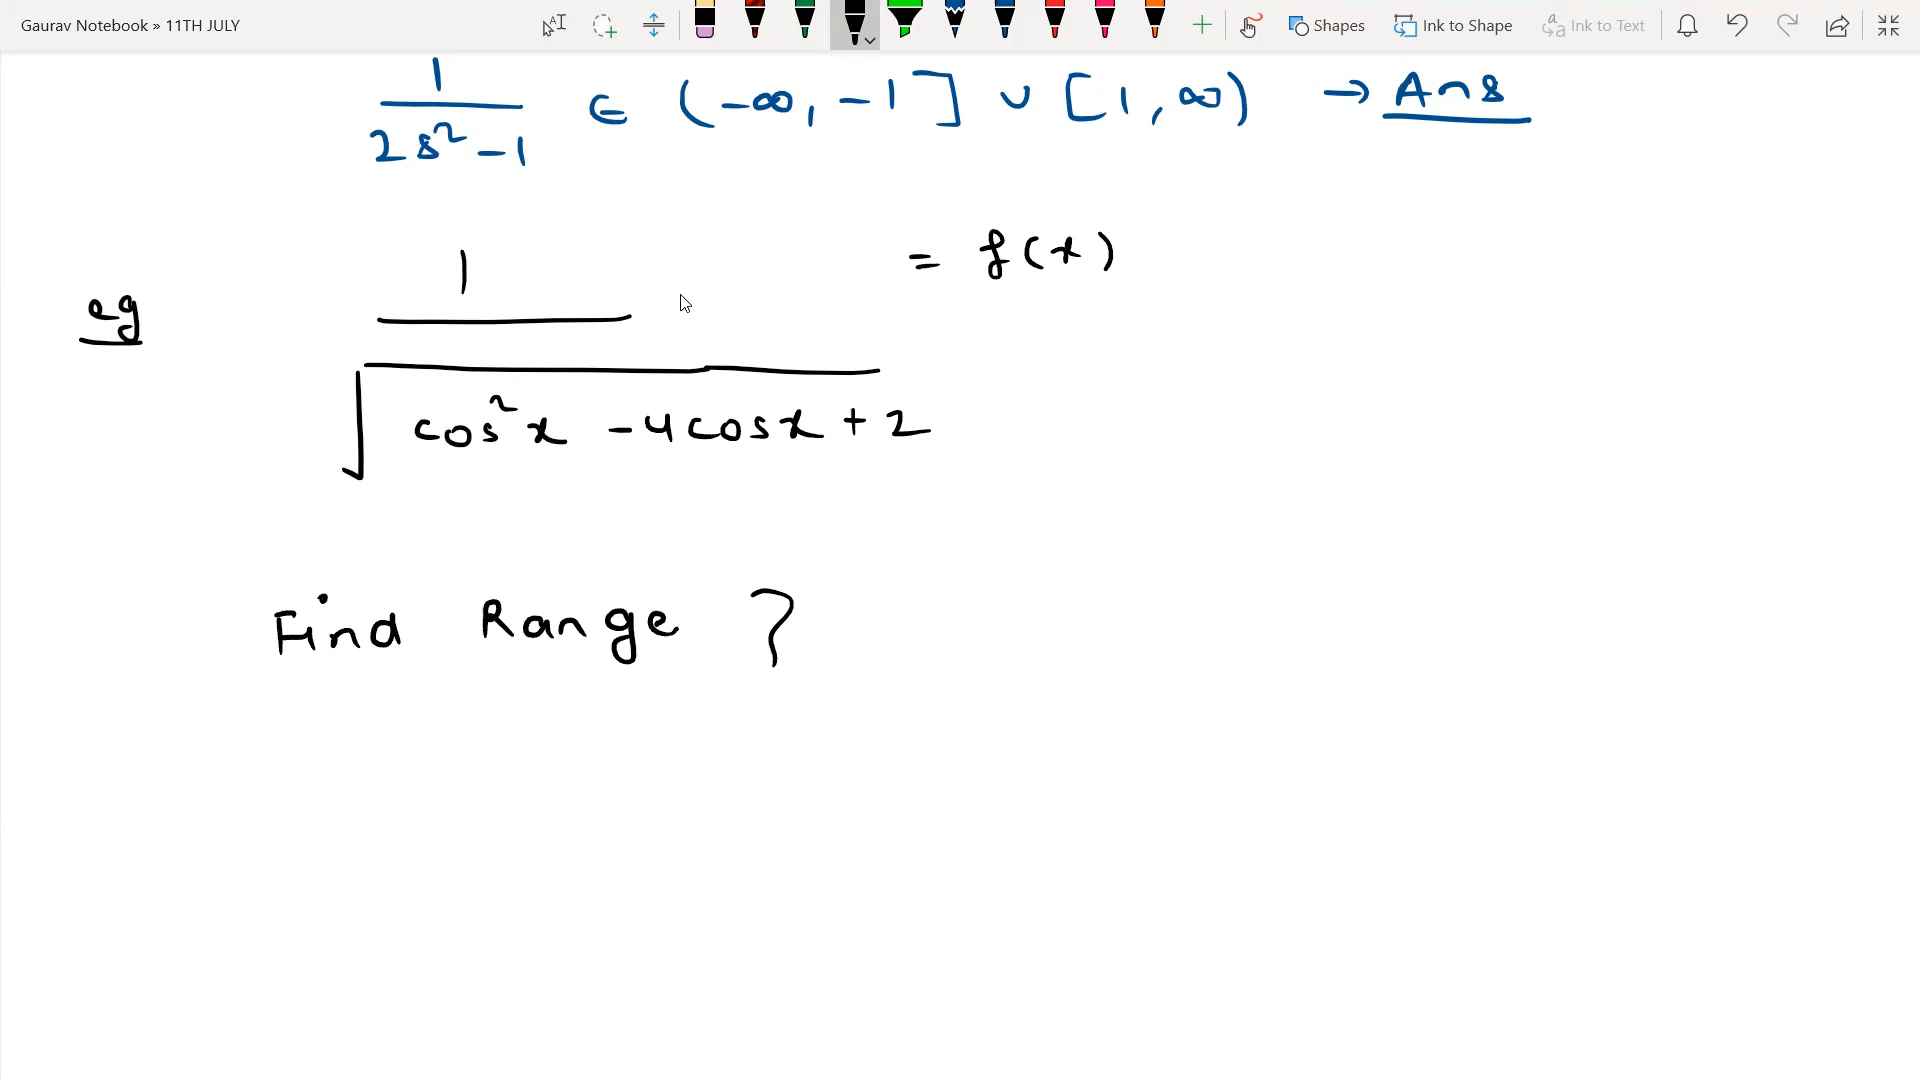 Gaurav Notebook » 11TH JULY
Shapes
Ink to Shape
Ink to Text
1/(2s²-1) ∈ (-∞, -1] ∪ [1, ∞) → Ans
eg 1/√(cos²x - 4cosx + 2) = f(x)
Find Range ?